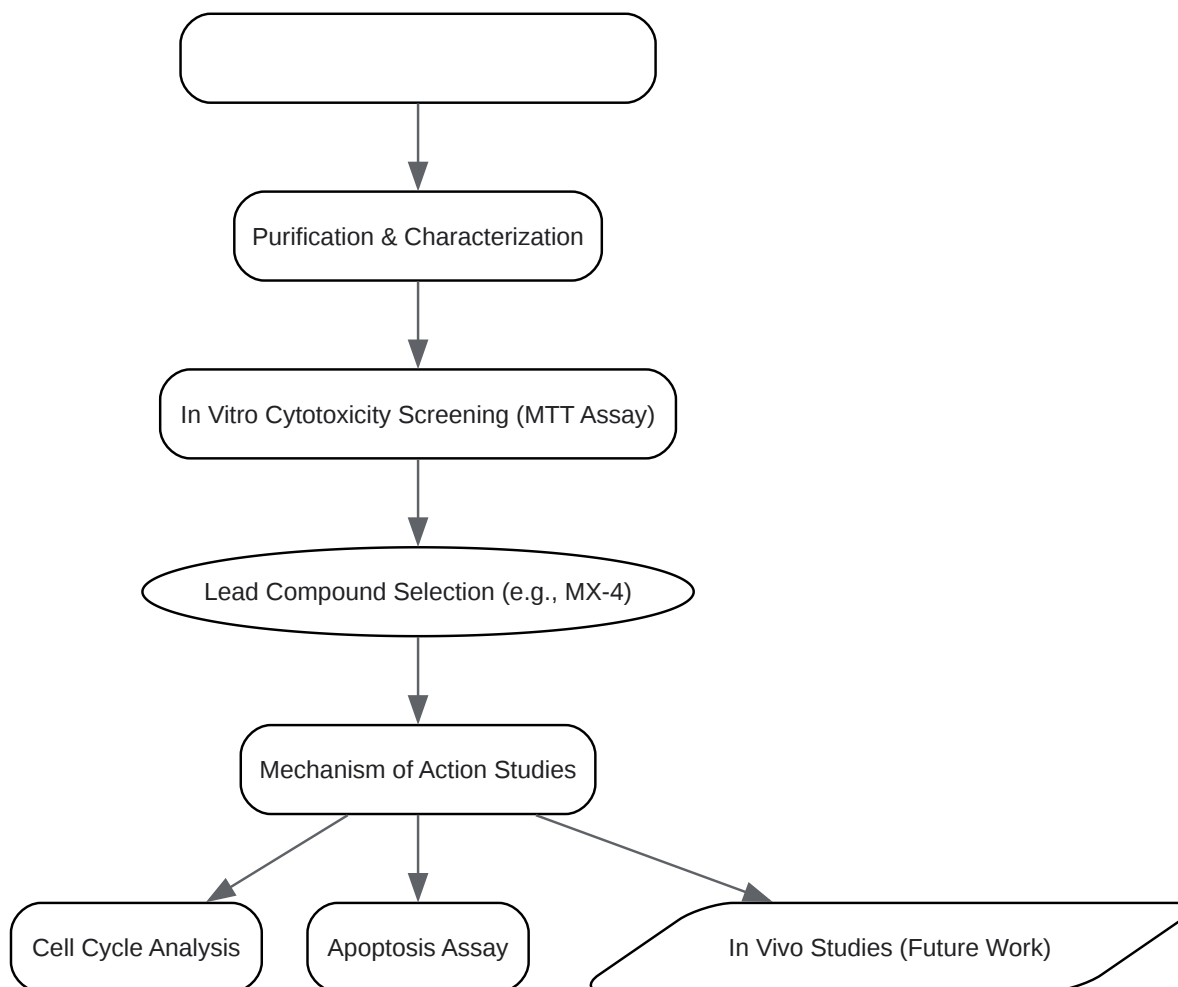 Purification & Characterization
In Vitro Cytotoxicity Screening (MTT Assay)
Lead Compound Selection (e.g., MX-4)
Mechanism of Action Studies
Cell Cycle Analysis
Apoptosis Assay
In Vivo Studies (Future Work)